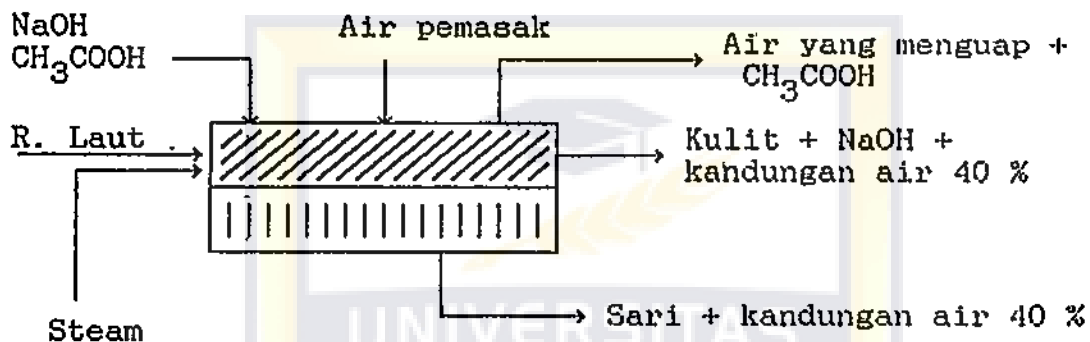 NaOH
CH3COOH
Air pemasak
Air yang menguap +
CH3COOH
R. Laut
Kulit + NaOH +
kandungan air 40 %
Steam
Sari + kandungan air 40 %
UNIVERSITAS